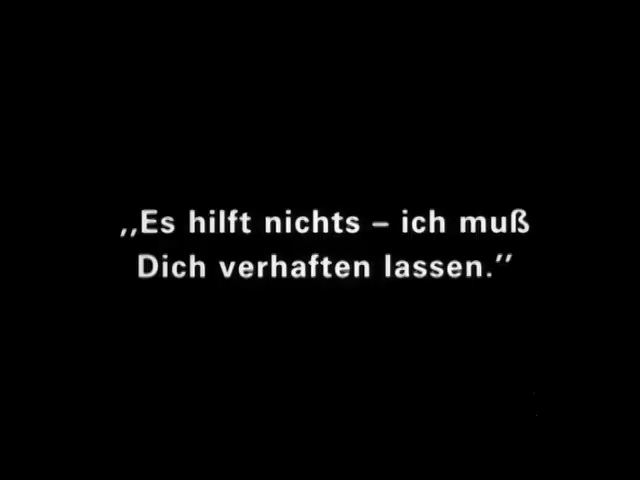 ,,Es hilft nichts – ich muß
Dich verhaften lassen.”